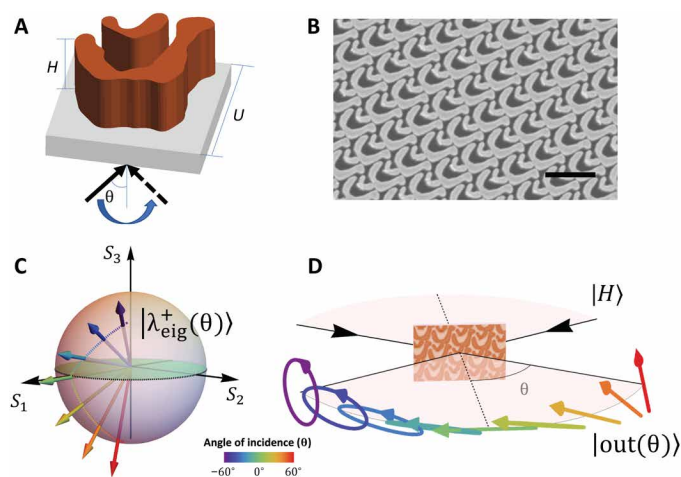 A
H
U
θ
B
C
S₃
|λ⁺eig(θ)⟩
S₁
S₂
Angle of incidence (θ)
−60° 0° 60°
D
|H⟩
θ
|out(θ)⟩